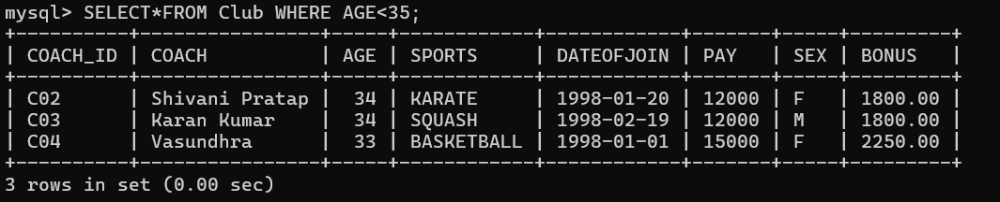 mysql> SELECT*FROM Club WHERE AGE<35;
+----------+----------------+-----+------------+------------+-------+-----+---------+
| COACH_ID | COACH          | AGE | SPORTS     | DATEOFJOIN | PAY   | SEX | BONUS   |
+----------+----------------+-----+------------+------------+-------+-----+---------+
| C02      | Shivani Pratap |  34 | KARATE     | 1998-01-20 | 12000 | F   | 1800.00 |
| C03      | Karan Kumar    |  34 | SQUASH     | 1998-02-19 | 12000 | M   | 1800.00 |
| C04      | Vasundhra      |  33 | BASKETBALL | 1998-01-01 | 15000 | F   | 2250.00 |
+----------+----------------+-----+------------+------------+-------+-----+---------+
3 rows in set (0.00 sec)